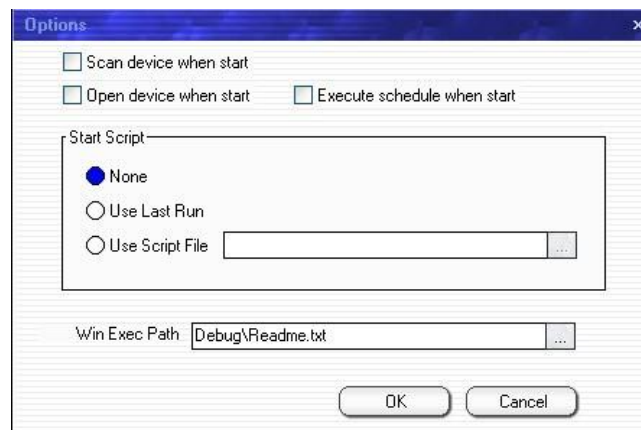 Options
Scan device when start
Open device when start Execute schedule when start
Start Script
None
Use Last Run
Use Script File ...
Win Exec Path Debug\Readme.txt ...
OK Cancel